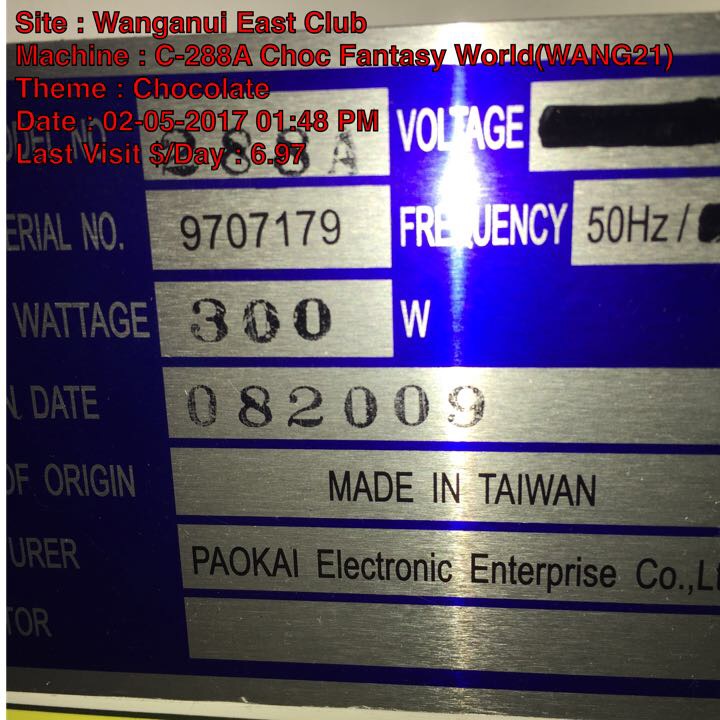 Site : Wanganui East Club
Machine : C-288A Choc Fantasy World(WANG21)
Theme : Chocolate
Date : 02-05-2017 01:48 PM
Last Visit $/Day : 6.97
288A VOLTAGE
ERIAL NO. 9707179 FREQUENCY 50Hz /
WATTAGE 300 W
N DATE 082009
OF ORIGIN MADE IN TAIWAN
URER PAOKAI Electronic Enterprise Co.,Lt
TOR